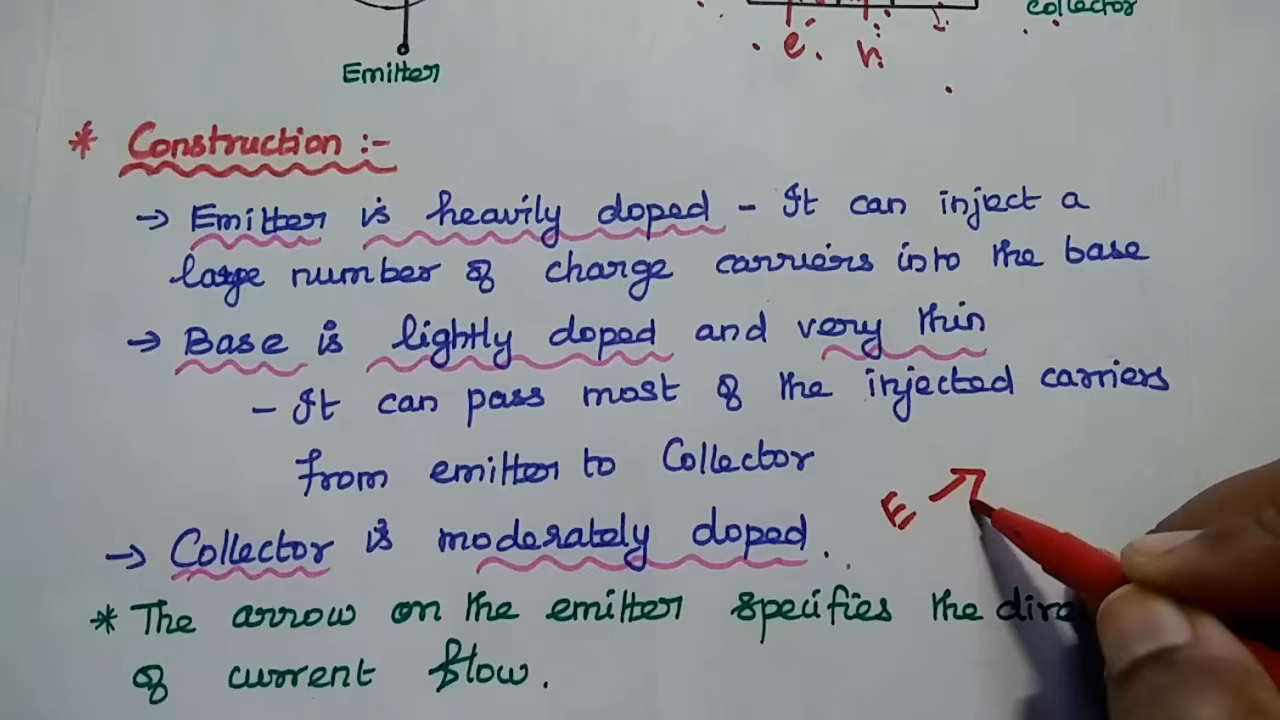 Collector
e
h
Emitter
* Construction :-
→ Emitter is heavily doped - It can inject a
large number of charge carriers into the base
→ Base is lightly doped and very thin
- It can pass most of the injected carriers
from emitter to Collector
E
→ Collector is moderately doped.
* The arrow on the emitter specifies the dire
of current flow.